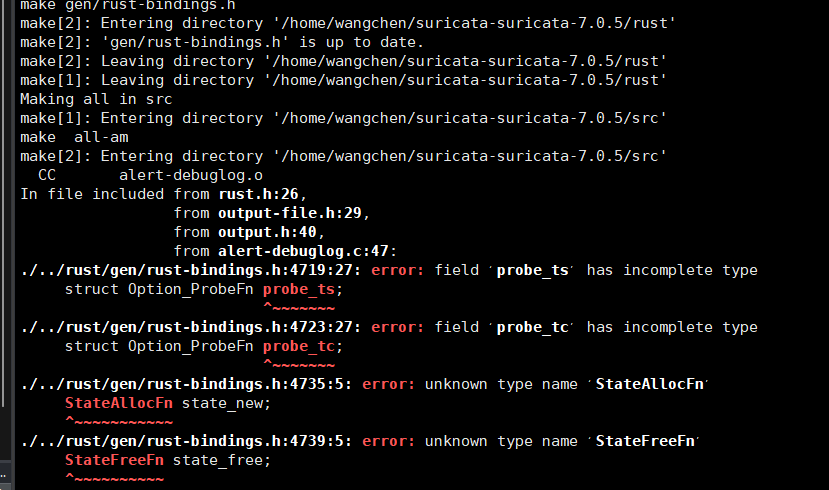 make gen/rust-bindings.h
make[2]: Entering directory '/home/wangchen/suricata-suricata-7.0.5/rust'
make[2]: 'gen/rust-bindings.h' is up to date.
make[2]: Leaving directory '/home/wangchen/suricata-suricata-7.0.5/rust'
make[1]: Leaving directory '/home/wangchen/suricata-suricata-7.0.5/rust'
Making all in src
make[1]: Entering directory '/home/wangchen/suricata-suricata-7.0.5/src'
make  all-am
make[2]: Entering directory '/home/wangchen/suricata-suricata-7.0.5/src'
  CC       alert-debuglog.o
In file included from rust.h:26,
                 from output-file.h:29,
                 from output.h:40,
                 from alert-debuglog.c:47:
./../rust/gen/rust-bindings.h:4719:27: error: field ‘probe_ts’ has incomplete type
     struct Option_ProbeFn probe_ts;
                           ^~~~~~~~
./../rust/gen/rust-bindings.h:4723:27: error: field ‘probe_tc’ has incomplete type
     struct Option_ProbeFn probe_tc;
                           ^~~~~~~~
./../rust/gen/rust-bindings.h:4735:5: error: unknown type name ‘StateAllocFn’
     StateAllocFn state_new;
     ^~~~~~~~~~~~
./../rust/gen/rust-bindings.h:4739:5: error: unknown type name ‘StateFreeFn’
     StateFreeFn state_free;
     ^~~~~~~~~~~